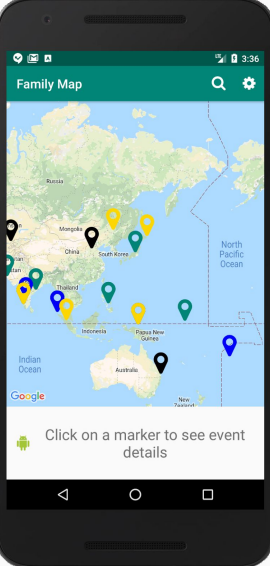 3:36
Family Map
Russia
Mongolia
China
South Korea
North
Pacific
Ocean
Thailand
Indonesia
Papua New
Guinea
Indian
Ocean
Australia
New
Zealand
Google
Click on a marker to see event
details